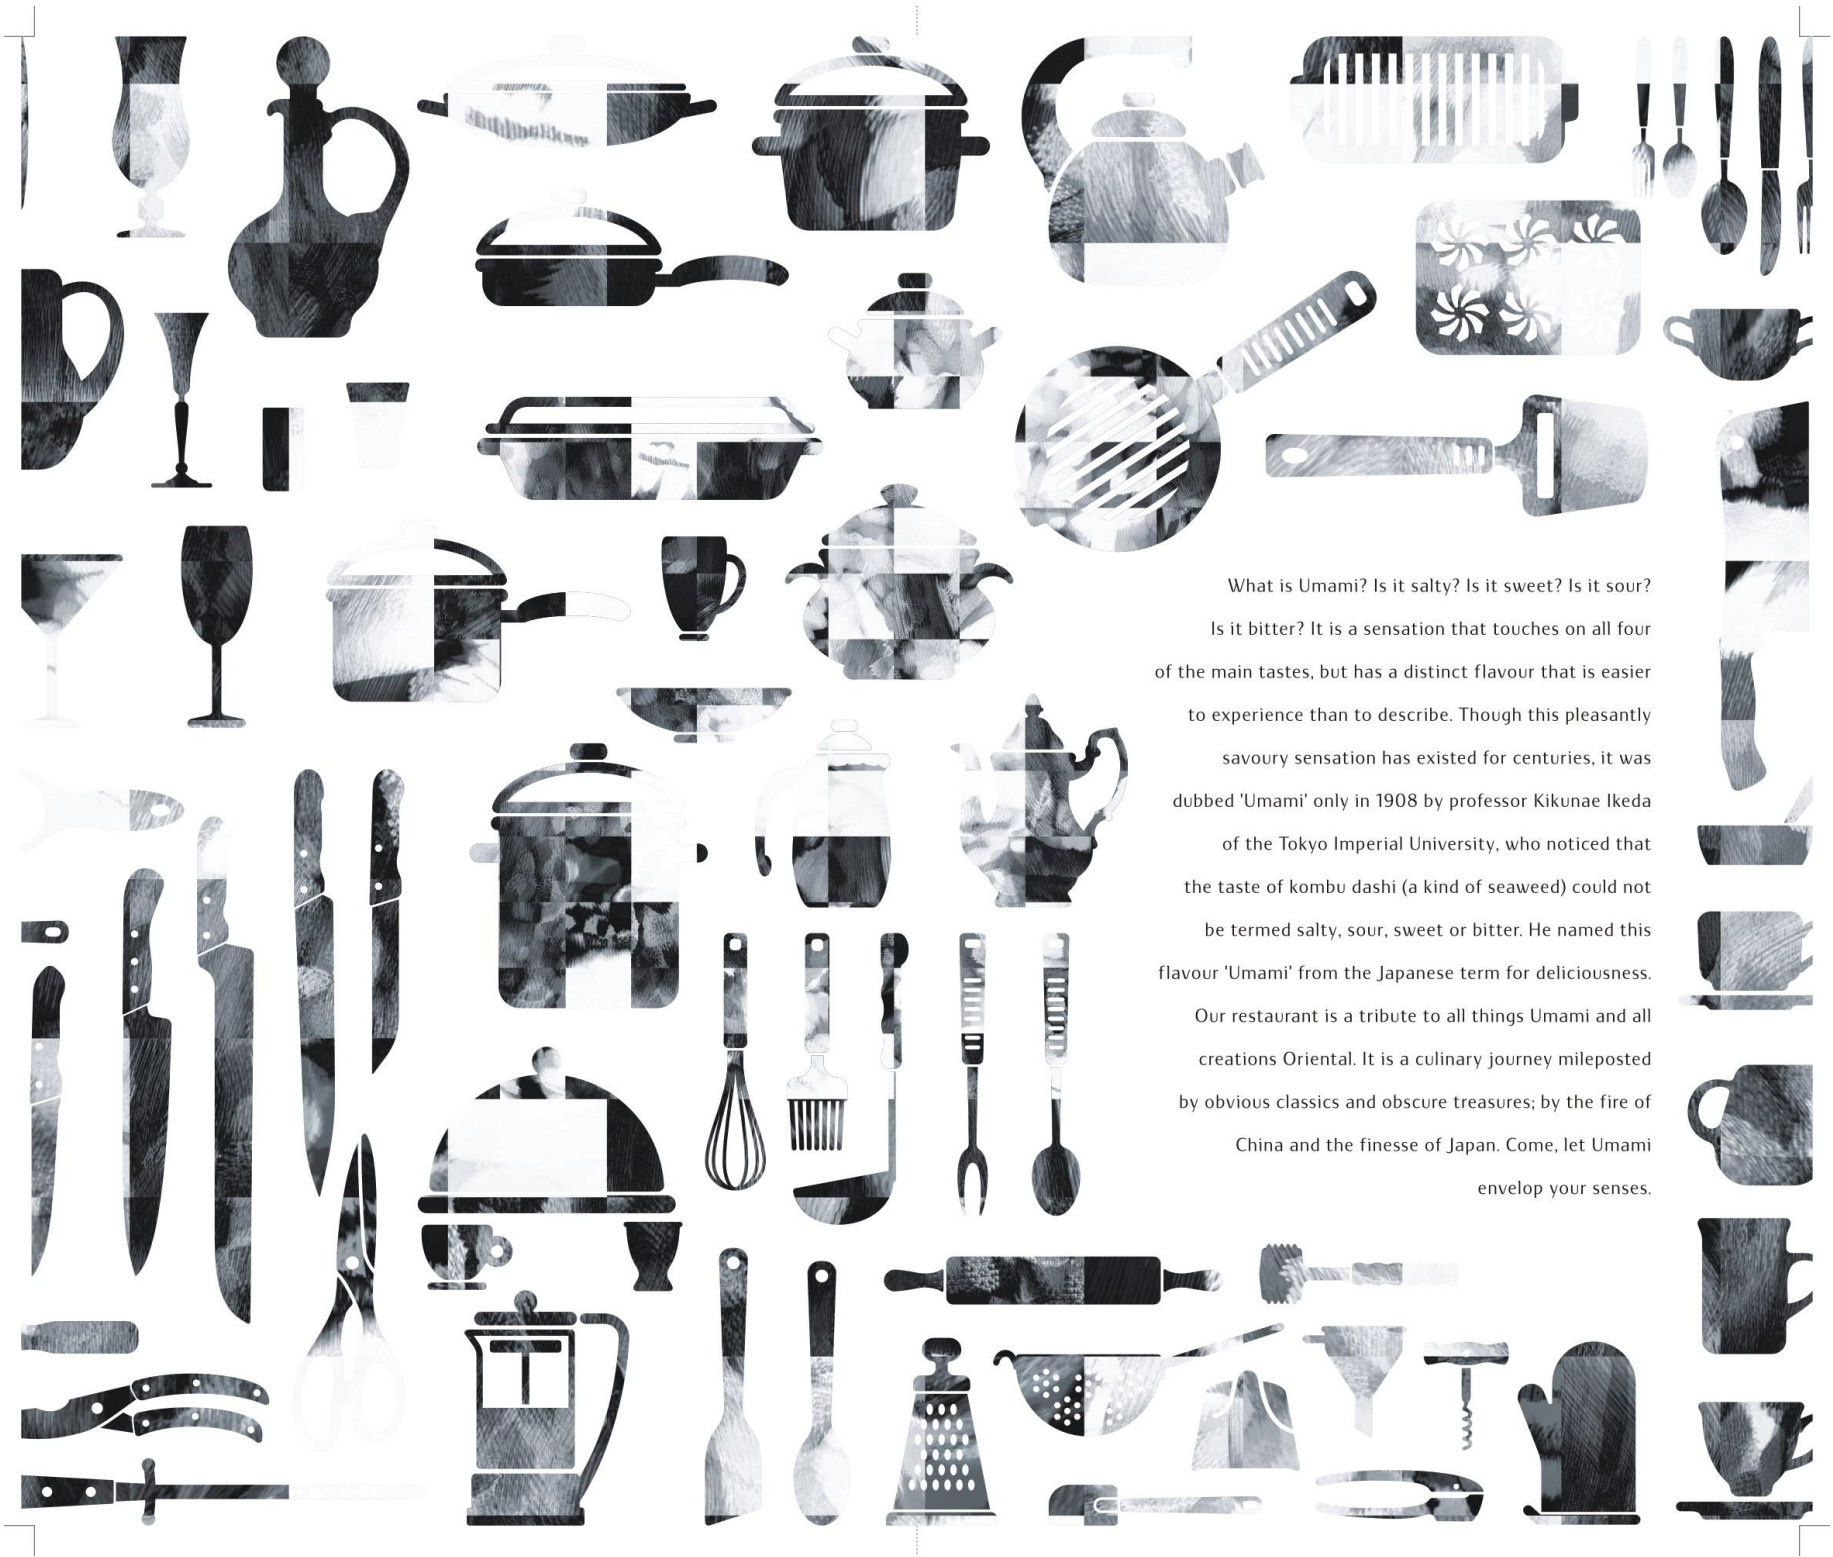 What is Umami? Is it salty? Is it sweet? Is it sour?
Is it bitter? It is a sensation that touches on all four
of the main tastes, but has a distinct flavour that is easier
to experience than to describe. Though this pleasantly
savoury sensation has existed for centuries, it was
dubbed 'Umami' only in 1908 by professor Kikunae Ikeda
of the Tokyo Imperial University, who noticed that
the taste of kombu dashi (a kind of seaweed) could not
be termed salty, sour, sweet or bitter. He named this
flavour 'Umami' from the Japanese term for deliciousness.
Our restaurant is a tribute to all things Umami and all
creations Oriental. It is a culinary journey mileposted
by obvious classics and obscure treasures; by the fire of
China and the finesse of Japan. Come, let Umami
envelop your senses.